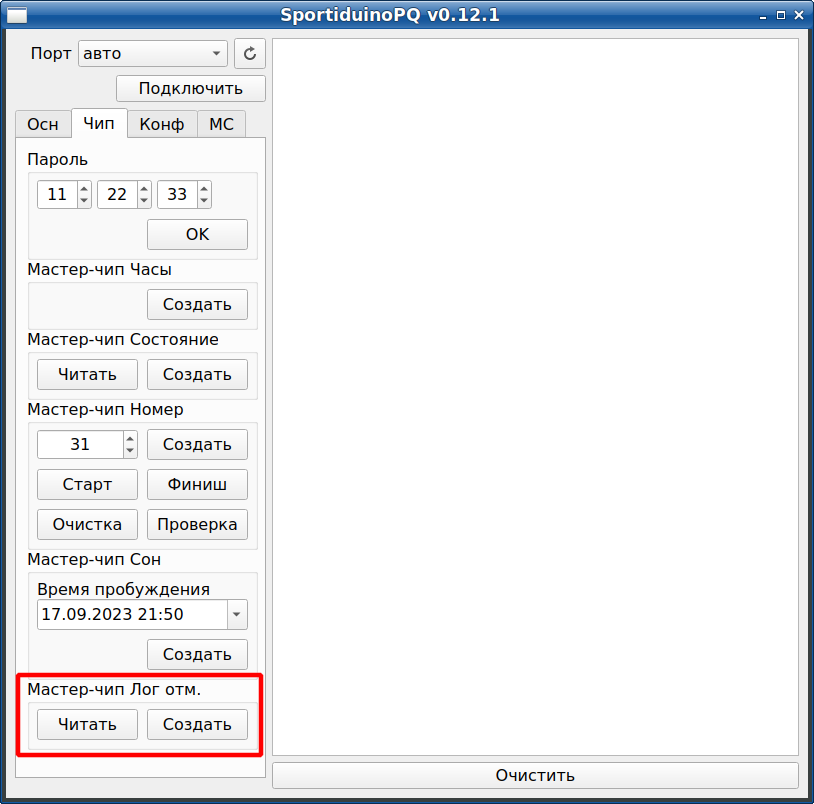 SportiduinoPQ v0.12.1
Порт авто
Подключить
Осн Чип Конф МС
Пароль
11 22 33
OK
Мастер-чип Часы
Создать
Мастер-чип Состояние
Читать Создать
Мастер-чип Номер
31 Создать
Старт Финиш
Очистка Проверка
Мастер-чип Сон
Время пробуждения
17.09.2023 21:50
Создать
Мастер-чип Лог отм.
Читать Создать
Очистить